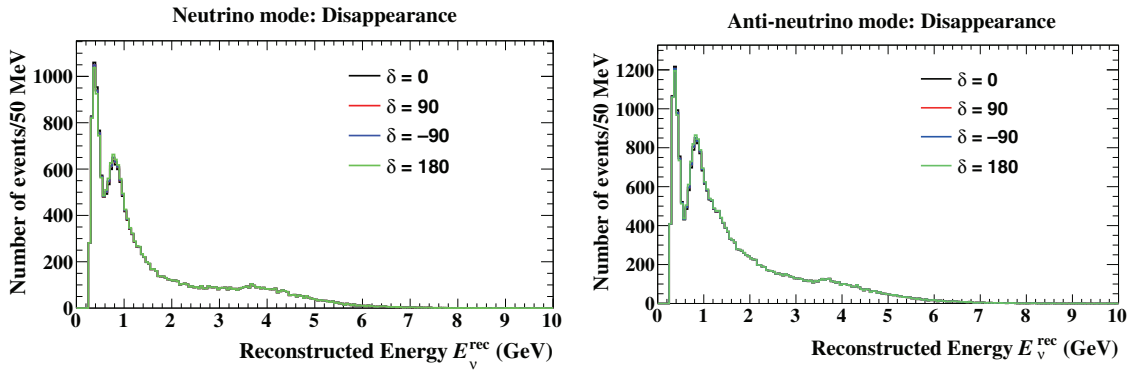 Neutrino mode: Disappearance
Number of events/50 MeV
1000
800
600
400
200
0
δ = 0
δ = 90
δ = −90
δ = 180
0 1 2 3 4 5 6 7 8 9 10
Reconstructed Energy E_ν^rec (GeV)
Anti-neutrino mode: Disappearance
Number of events/50 MeV
1200
1000
800
600
400
200
0
δ = 0
δ = 90
δ = −90
δ = 180
0 1 2 3 4 5 6 7 8 9 10
Reconstructed Energy E_ν^rec (GeV)